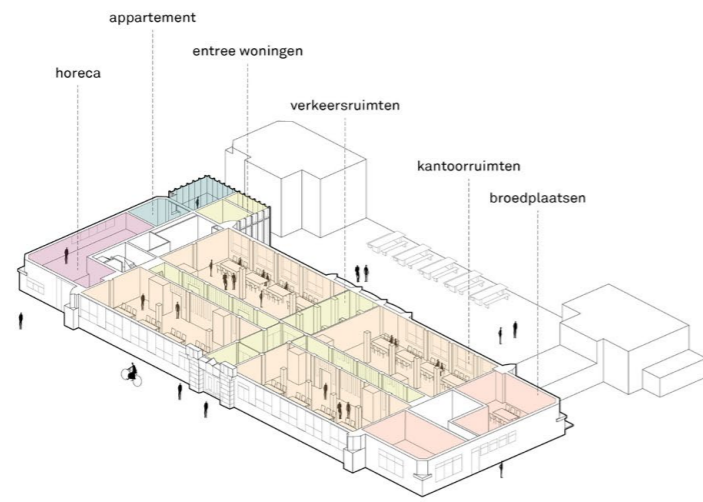 appartement
entree woningen
horeca
verkeersruimten
kantoorruimten
broedplaatsen